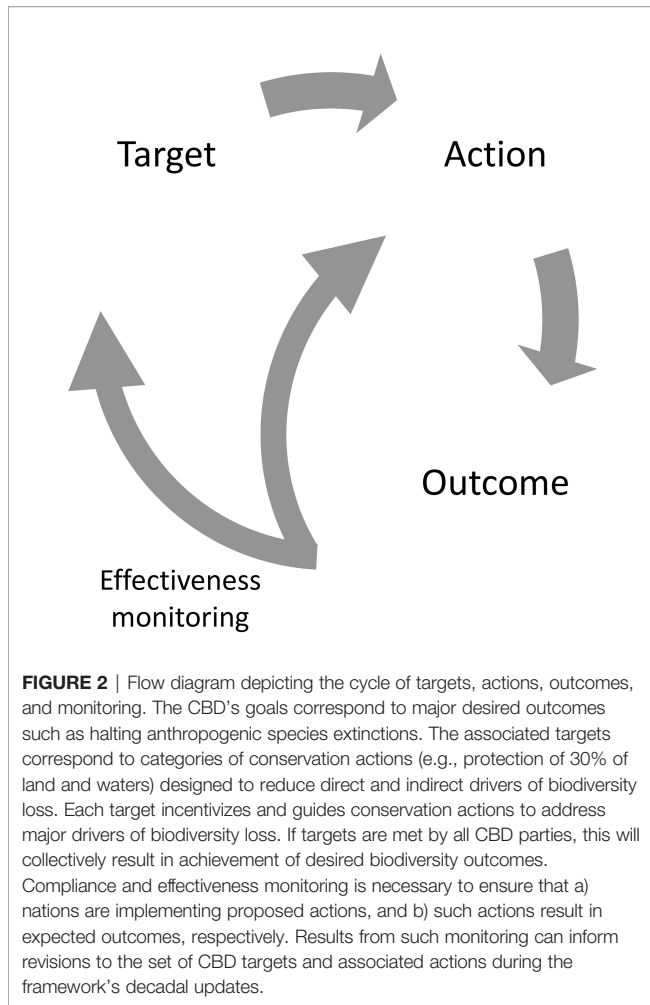 Target
Action
Outcome
Effectiveness
monitoring
FIGURE 2 | Flow diagram depicting the cycle of targets, actions, outcomes,
and monitoring. The CBD's goals correspond to major desired outcomes
such as halting anthropogenic species extinctions. The associated targets
correspond to categories of conservation actions (e.g., protection of 30% of
land and waters) designed to reduce direct and indirect drivers of biodiversity
loss. Each target incentivizes and guides conservation actions to address
major drivers of biodiversity loss. If targets are met by all CBD parties, this will
collectively result in achievement of desired biodiversity outcomes.
Compliance and effectiveness monitoring is necessary to ensure that a)
nations are implementing proposed actions, and b) such actions result in
expected outcomes, respectively. Results from such monitoring can inform
revisions to the set of CBD targets and associated actions during the
framework's decadal updates.